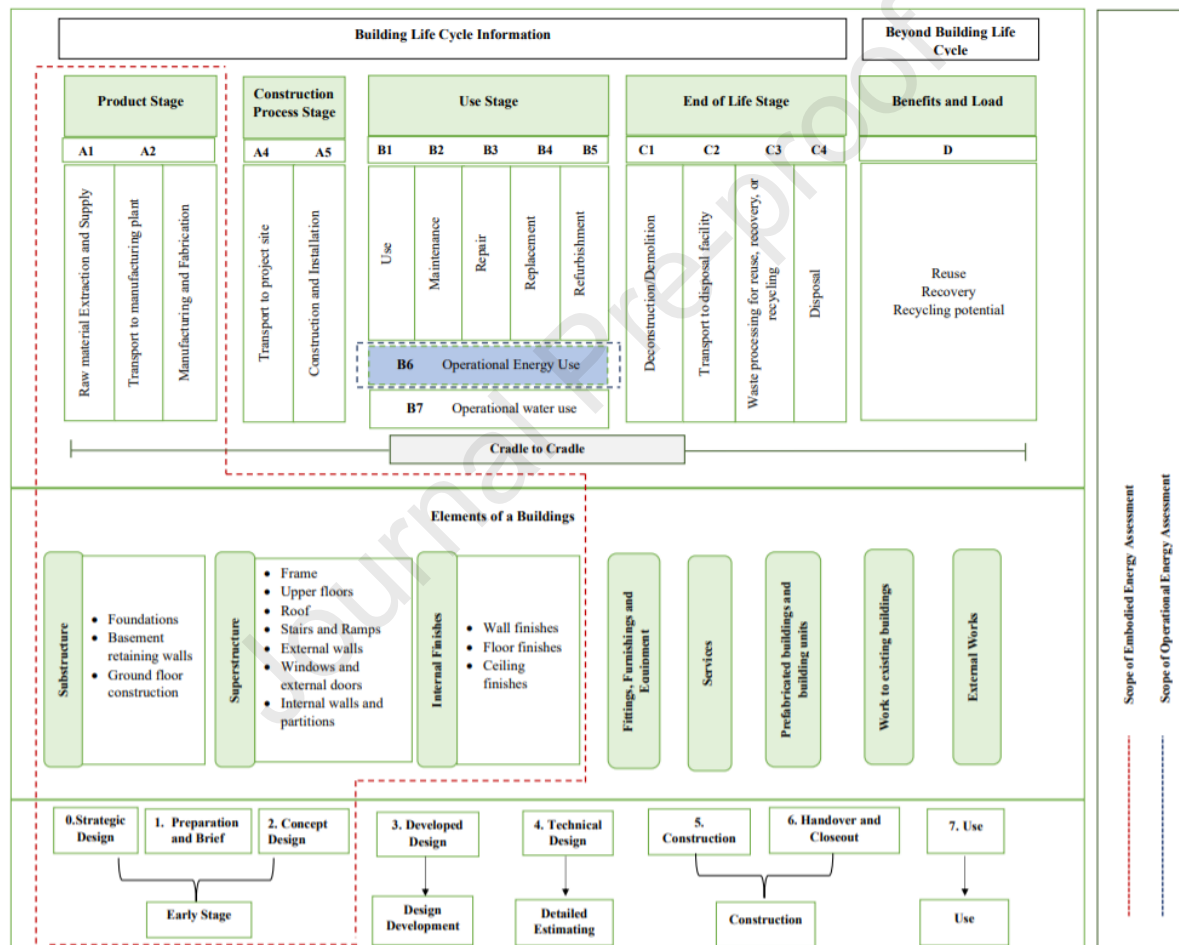 Building Life Cycle Information
Beyond Building Life
Cycle
Product Stage
Construction
Process Stage
Use Stage
End of Life Stage
Benefits and Load
A1 A2
A4 A5
B1 B2 B3 B4 B5
C1 C2 C3 C4
D
Raw material Extraction and Supply
Transport to manufacturing plant
Manufacturing and Fabrication
Transport to project site
Construction and Installation
Use
Maintenance
Repair
Replacement
Refurbishment
B6 Operational Energy Use
B7 Operational water use
Deconstruction/Demolition
Transport to disposal facility
Waste processing for reuse, recovery, or
recycling
Disposal
Reuse
Recovery
Recycling potential
Cradle to Cradle
Elements of a Buildings
Substructure
• Foundations
• Basement
retaining walls
• Ground floor
construction
Superstructure
• Frame
• Upper floors
• Roof
• Stairs and Ramps
• External walls
• Windows and
external doors
• Internal walls and
partitions
Internal Finishes
• Wall finishes
• Floor finishes
• Ceiling
finishes
Fittings, Furnishings and
Equipment
Services
Prefabricated buildings and
building units
Work to existing buildings
External Works
0.Strategic
Design
1. Preparation
and Brief
2. Concept
Design
3. Developed
Design
4. Technical
Design
5.
Construction
6. Handover and
Closeout
7. Use
Early Stage
Design
Development
Detailed
Estimating
Construction
Use
Scope of Embodied Energy Assessment
Scope of Operational Energy Assessment
Journal Pre-proof